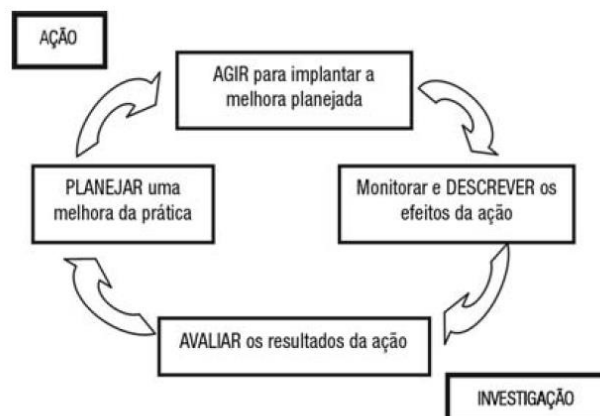 AÇÃO
AGIR para implantar a
melhora planejada
PLANEJAR uma
melhora da prática
Monitorar e DESCREVER os
efeitos da ação
AVALIAR os resultados da ação
INVESTIGAÇÃO